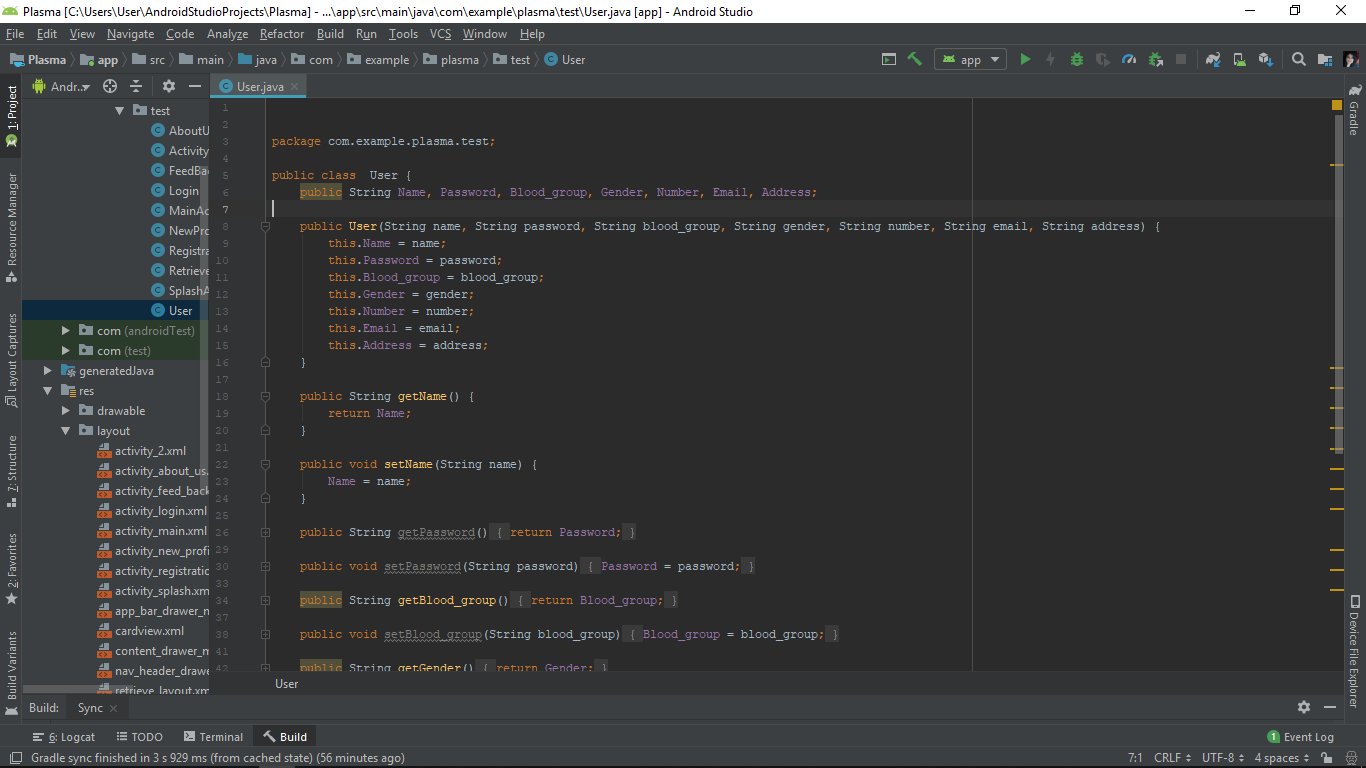 Plasma [C:\Users\User\AndroidStudioProjects\Plasma] - ...\app\src\main\java\com\example\plasma\test\User.java [app] - Android Studio
File Edit View Navigate Code Analyze Refactor Build Run Tools VCS Window Help
Plasma app src main java com example plasma test User
app
Andr..
User.java
1: Project
Resource Manager
Layout Captures
7: Structure
2: Favorites
Build Variants
test
AboutU
Activity
FeedBa
Login
MainAc
NewPro
Registra
Retrieve
SplashA
User
com (androidTest)
com (test)
generatedJava
res
drawable
layout
activity_2.xml
activity_about_us.
activity_feed_back
activity_login.xml
activity_main.xml
activity_new_profi
activity_registratio
activity_splash.xm
app_bar_drawer_m
cardview.xml
content_drawer_m
nav_header_drawe
retrieve_layout.xm
1
2
3 package com.example.plasma.test;
4
5 public class User {
6 public String Name, Password, Blood_group, Gender, Number, Email, Address;
7
8 public User(String name, String password, String blood_group, String gender, String number, String email, String address) {
9 this.Name = name;
10 this.Password = password;
11 this.Blood_group = blood_group;
12 this.Gender = gender;
13 this.Number = number;
14 this.Email = email;
15 this.Address = address;
16 }
17
18 public String getName() {
19 return Name;
20 }
21
22 public void setName(String name) {
23 Name = name;
24 }
25
26 public String getPassword() { return Password; }
29
30 public void setPassword(String password) { Password = password; }
33
34 public String getBlood_group() { return Blood_group; }
37
38 public void setBlood_group(String blood_group) { Blood_group = blood_group; }
41
42 public String getGender() { return Gender; }
User
Gradle
Device File Explorer
Build: Sync
6: Logcat TODO Terminal Build
1 Event Log
Gradle sync finished in 3 s 929 ms (from cached state) (56 minutes ago)
7:1 CRLF UTF-8 4 spaces